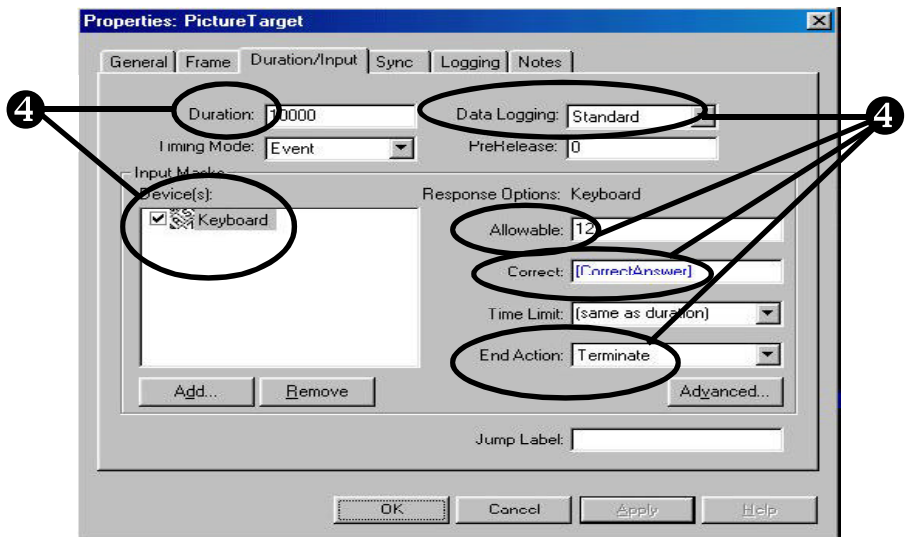 Properties: PictureTarget
General Frame Duration/Input Sync Logging Notes
Duration: 10000 Data Logging: Standard
Timing Mode: Event PreRelease: 0
Input Masks
Device(s): Response Options: Keyboard
Keyboard
Allowable: 12
Correct: [CorrectAnswer]
Time Limit: (same as duration)
End Action: Terminate
Add... Remove Advanced...
Jump Label:
OK Cancel Apply Help
4 4